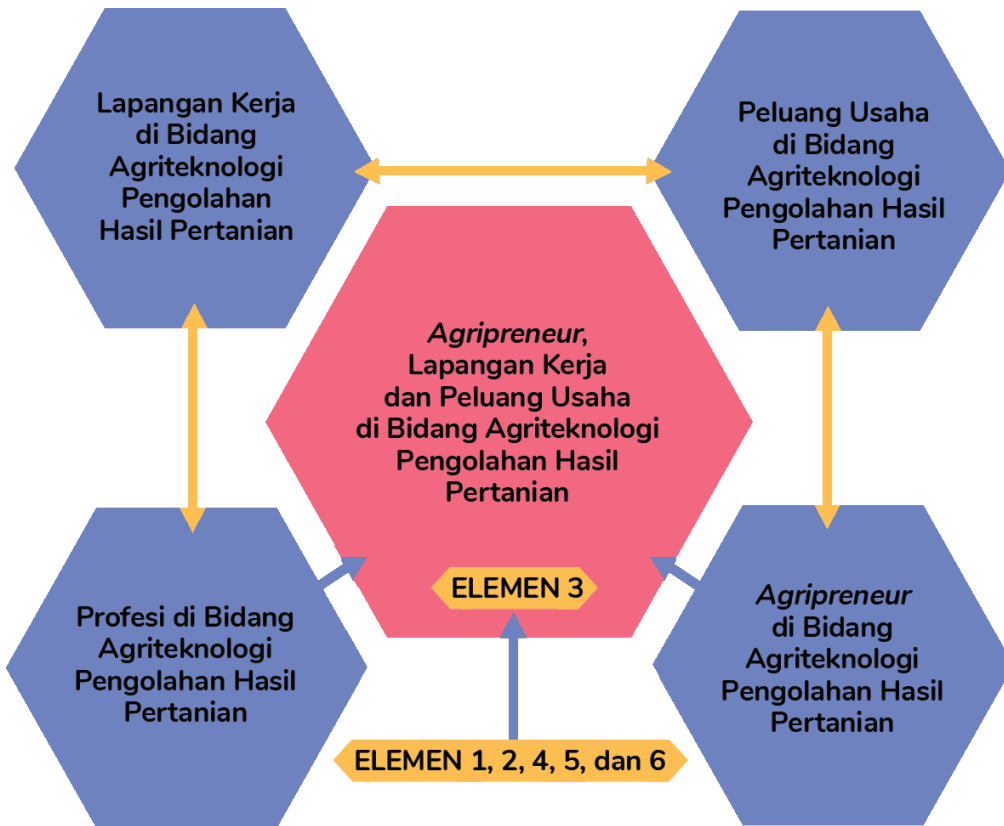 Lapangan Kerja
di Bidang
Agriteknologi
Pengolahan
Hasil Pertanian
Peluang Usaha
di Bidang
Agriteknologi
Pengolahan Hasil
Pertanian
Agripreneur,
Lapangan Kerja
dan Peluang Usaha
di Bidang Agriteknologi
Pengolahan Hasil
Pertanian
ELEMEN 3
Profesi di Bidang
Agriteknologi
Pengolahan Hasil
Pertanian
Agripreneur
di Bidang
Agriteknologi
Pengolahan Hasil
Pertanian
ELEMEN 1, 2, 4, 5, dan 6